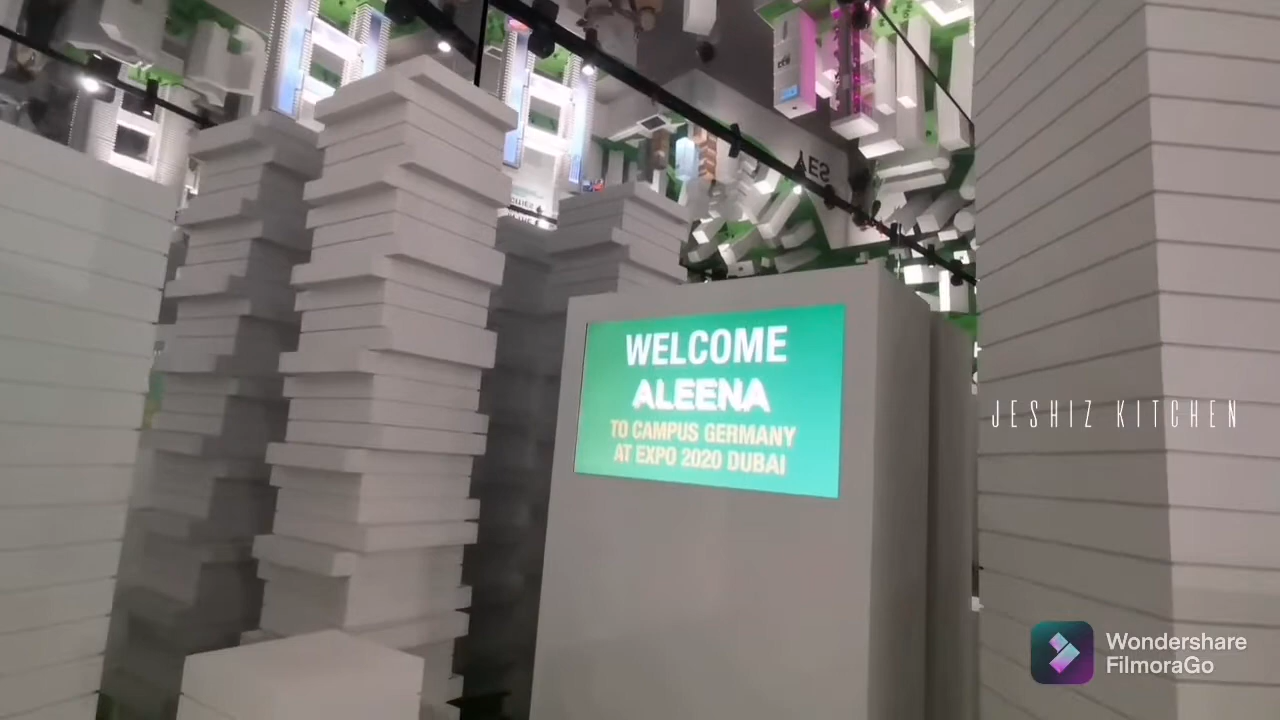 WELCOME
ALEENA
TO CAMPUS GERMANY
AT EXPO 2020 DUBAI
JESHIZ KITCHEN
Wondershare
FilmoraGo